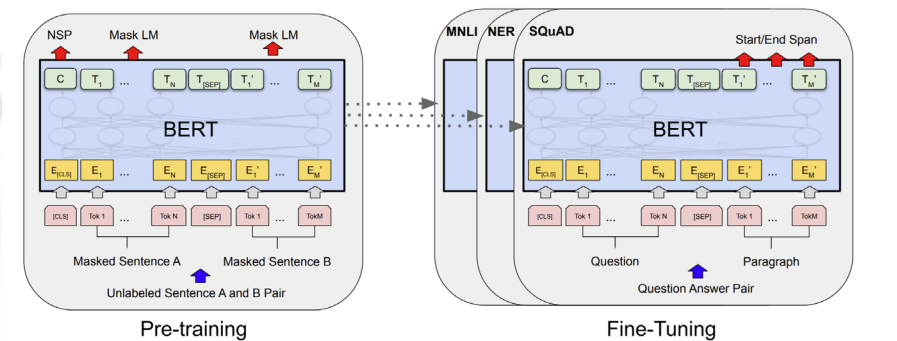 NSP Mask LM Mask LM
C T1 ... TN T[SEP] T1' ... TM'
BERT
E[CLS] E1 ... EN E[SEP] E1' ... EM'
[CLS] Tok 1 ... Tok N [SEP] Tok 1 ... TokM
Masked Sentence A Masked Sentence B
Unlabeled Sentence A and B Pair
Pre-training
MNLI NER SQuAD
Start/End Span
C T1 ... TN T[SEP] T1' ... TM'
BERT
E[CLS] E1 ... EN E[SEP] E1' ... EM'
[CLS] Tok 1 ... Tok N [SEP] Tok 1 ... TokM
Question Paragraph
Question Answer Pair
Fine-Tuning